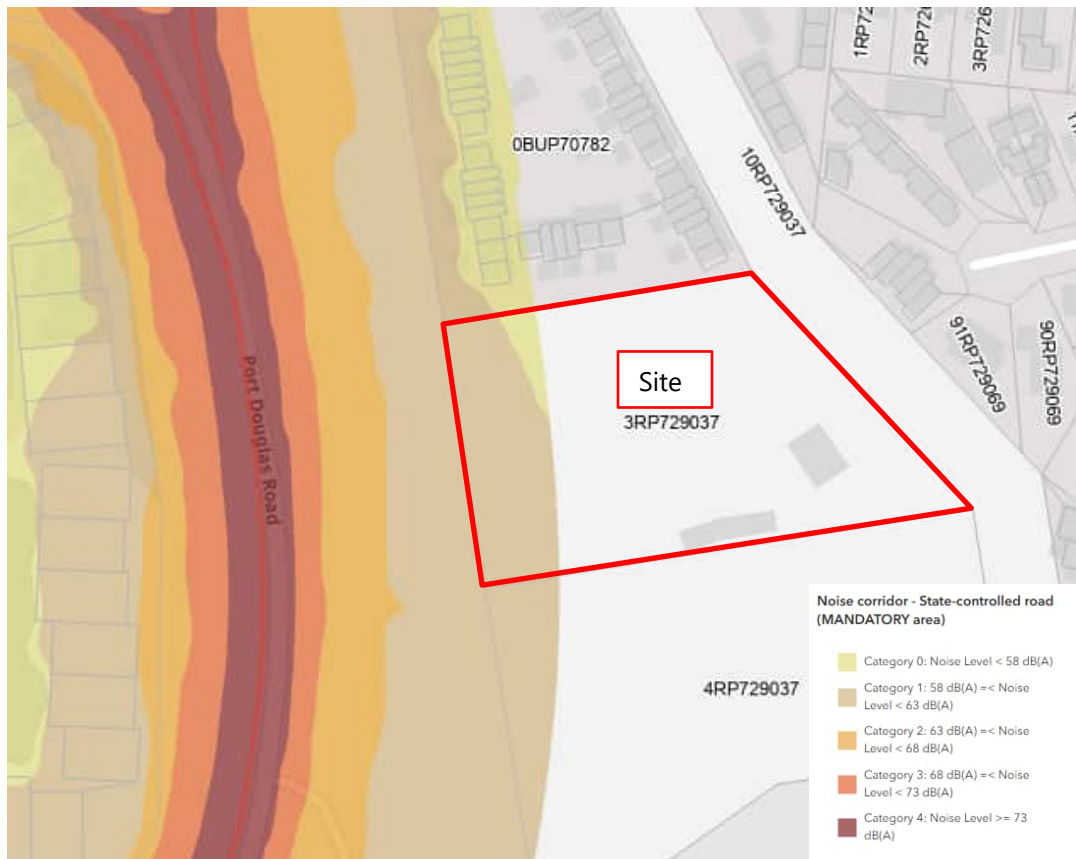 1RP72
2RP726
3RP726
0BUP70782
10RP729037
Port Douglas Road
Site
3RP729037
91RP729069
90RP729069
4RP729037
Noise corridor - State-controlled road
(MANDATORY area)
Category 0: Noise Level < 58 dB(A)
Category 1: 58 dB(A) =< Noise
Level < 63 dB(A)
Category 2: 63 dB(A) =< Noise
Level < 68 dB(A)
Category 3: 68 dB(A) =< Noise
Level < 73 dB(A)
Category 4: Noise Level >= 73
dB(A)